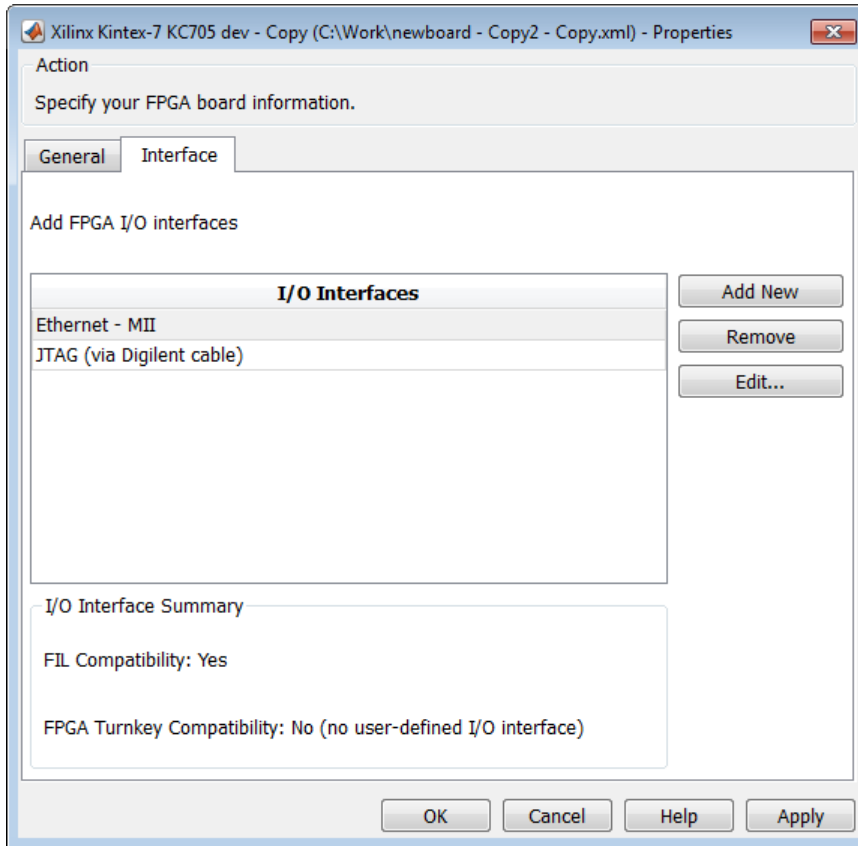 Xilinx Kintex-7 KC705 dev - Copy (C:\Work\newboard - Copy2 - Copy.xml) - Properties
Action
Specify your FPGA board information.
General Interface
Add FPGA I/O interfaces
I/O Interfaces
Ethernet - MII
JTAG (via Digilent cable)
Add New
Remove
Edit...
I/O Interface Summary
FIL Compatibility: Yes
FPGA Turnkey Compatibility: No (no user-defined I/O interface)
OK Cancel Help Apply